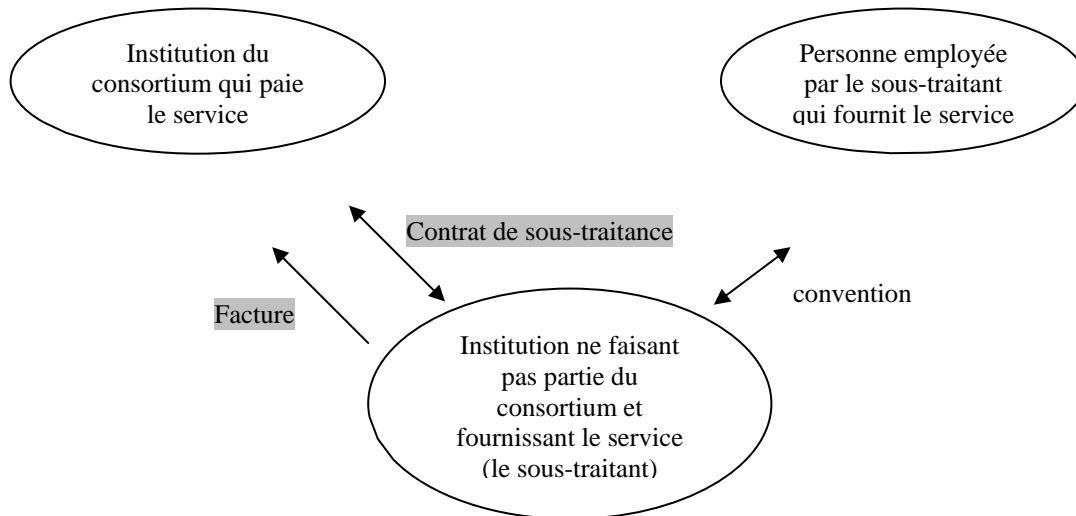 Institution du
consortium qui paie
le service
Personne employée
par le sous-traitant
qui fournit le service
Contrat de sous-traitance
Facture
convention
Institution ne faisant
pas partie du
consortium et
fournissant le service
(le sous-traitant)